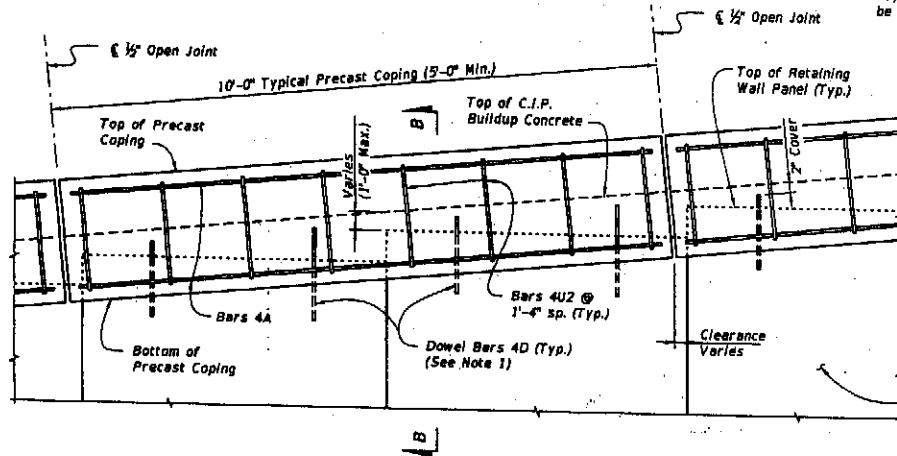 be
℄ ½" Open Joint
℄ ½" Open Joint
10'-0" Typical Precast Coping (5'-0" Min.)
Top of Retaining
Wall Panel (Typ.)
Top of C.I.P.
Buildup Concrete
B
Top of Precast
Coping
Varies
(1'-0" Max.)
2" Cover
Bars 4A
Bars 4U2 @
1'-4" sp. (Typ.)
Bottom of
Precast Coping
Dowel Bars 4D (Typ.)
(See Note 1)
Clearance
Varies
B